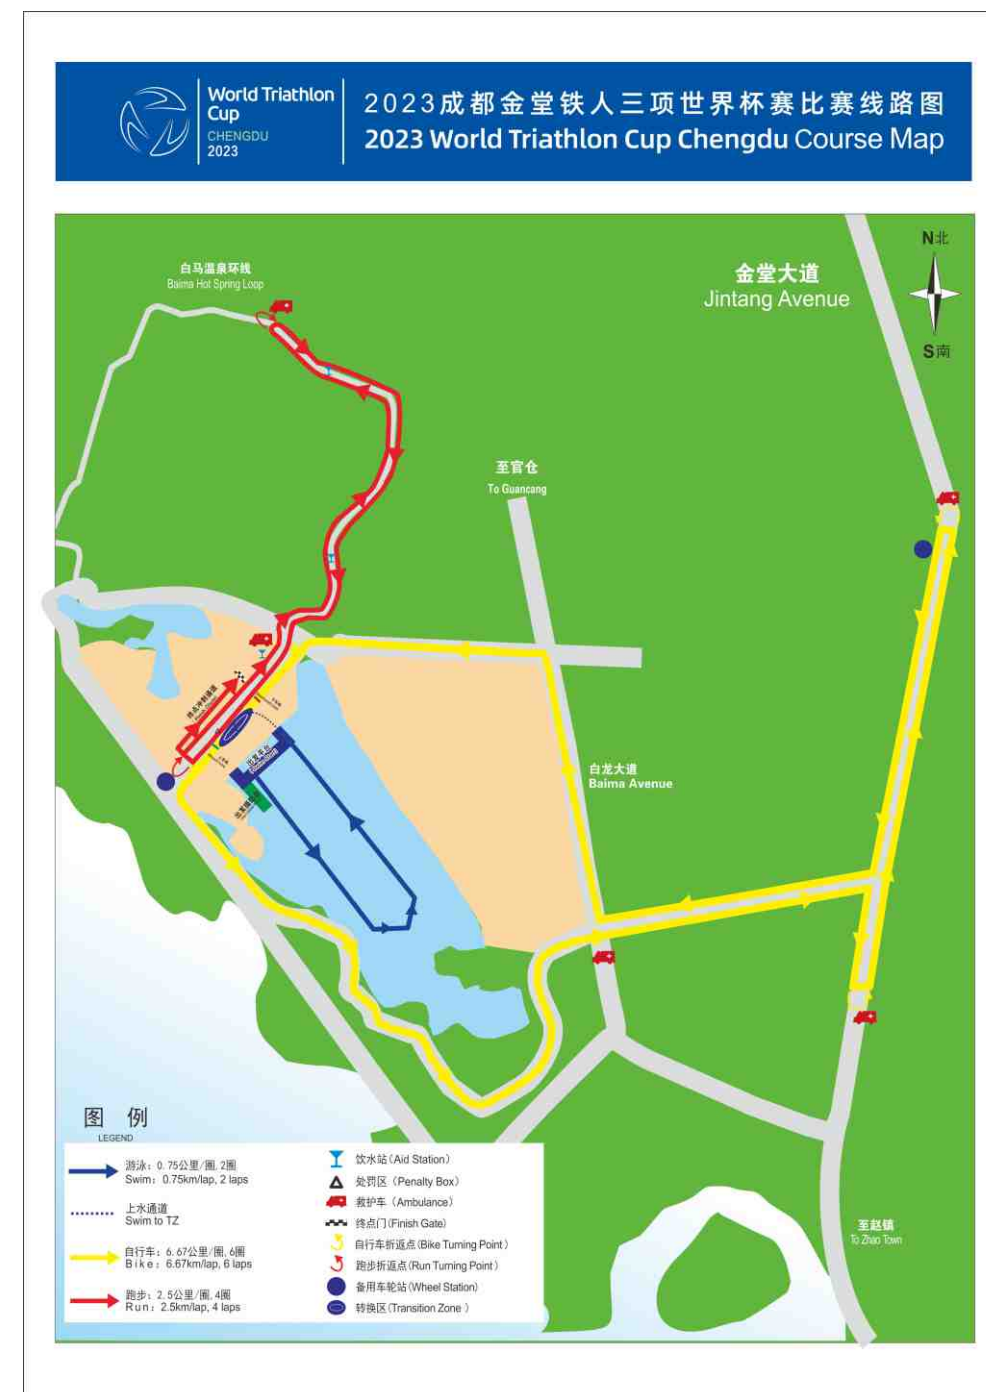 World Triathlon
Cup
CHENGDU
2023
2023成都金堂铁人三项世界杯赛比赛线路图
2023 World Triathlon Cup Chengdu Course Map
N北
S南
金堂大道
Jintang Avenue
白马温泉环线
Baima Hot Spring Loop
至官仓
To Guancang
终点冲刺通道
白龙大道
Baima Avenue
图 例
LEGEND
游泳：0.75公里/圈,2圈
Swim：0.75km/lap, 2 laps
上水通道
Swim to TZ
自行车：6.67公里/圈,6圈
Bike：6.67km/lap, 6 laps
跑步：2.5公里/圈,4圈
Run：2.5km/lap, 4 laps
饮水站（Aid Station）
处罚区（Penalty Box）
救护车（Ambulance）
终点门(Finish Gate)
自行车折返点(Bike Turning Point）
跑步折返点(Run Turning Point）
备用车轮站(Wheel Station)
转换区(Transition Zone ）
至赵镇
To Zhao Town